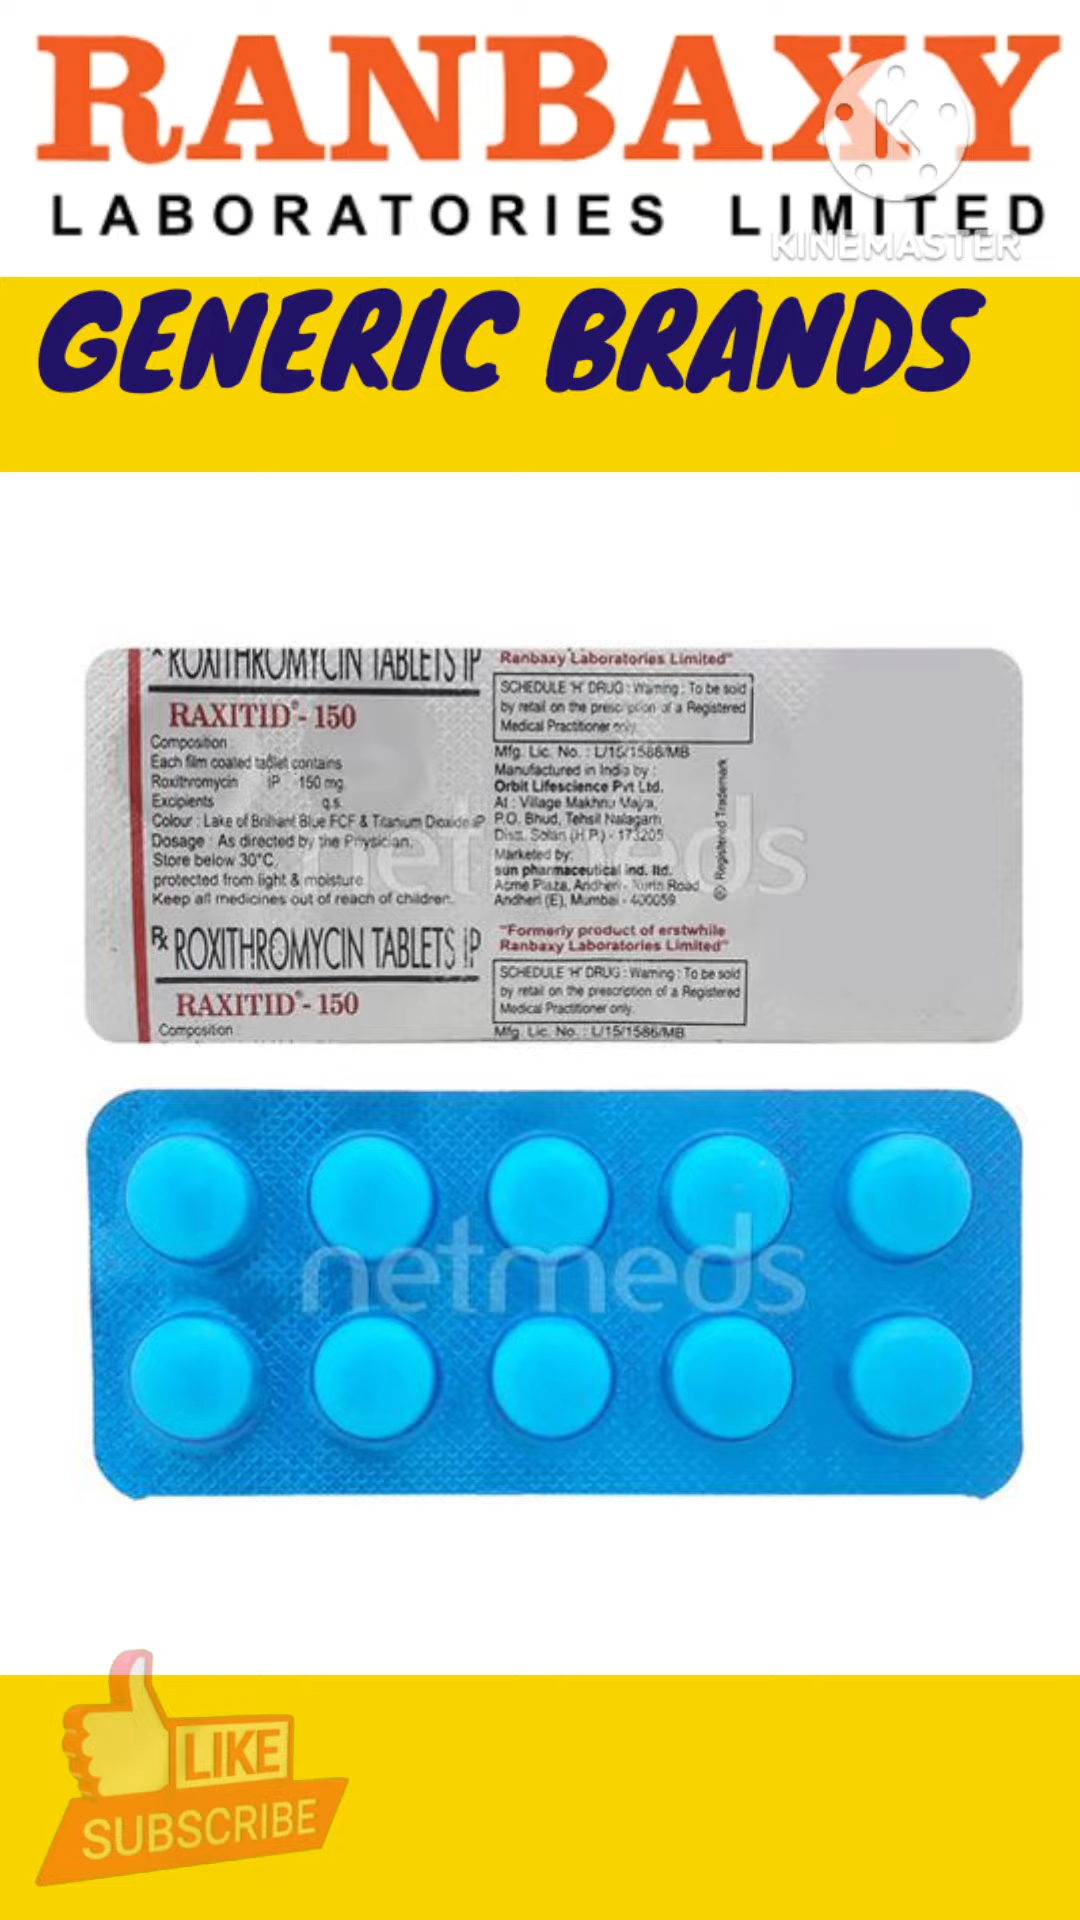 RANBAXY
LABORATORIES LIMITED
KINEMASTER
GENERIC BRANDS
ROXITHROMYCIN TABLETS IP
RAXITID®- 150
Composition
Each film coated tablet contains
Roxithromycin IP 150 mg
Excipients q.s.
Colour : Lake of Brilliant Blue FCF & Titanium Dioxide IP
Dosage : As directed by the Physician.
Store below 30°C,
protected from light & moisture
Keep all medicines out of reach of children.
Rx ROXITHROMYCIN TABLETS IP
RAXITID®- 150
Composition
Ranbaxy Laboratories Limited"
SCHEDULE 'H' DRUG : Warning : To be sold
by retail on the prescription of a Registered
Medical Practitioner only.
Mfg. Lic. No. : L/15/1586/MB
Manufactured in India by :
Orbit Lifescience Pvt Ltd.
At : Village Makhnu Majra,
P.O. Bhud, Tehsil Nalagarh
Distt. Solan (H.P.) - 173205
Marketed by:
sun pharmaceutical ind. ltd.
Acme Plaza, Andheri - Kurla Road
Andheri (E), Mumbai - 400059
® Registered Trademark
"Formerly product of erstwhile
Ranbaxy Laboratories Limited"
SCHEDULE 'H' DRUG : Warning : To be sold
by retail on the prescription of a Registered
Medical Practitioner only.
Mfg. Lic. No. : L/15/1586/MB
netmeds
netmeds
LIKE
SUBSCRIBE